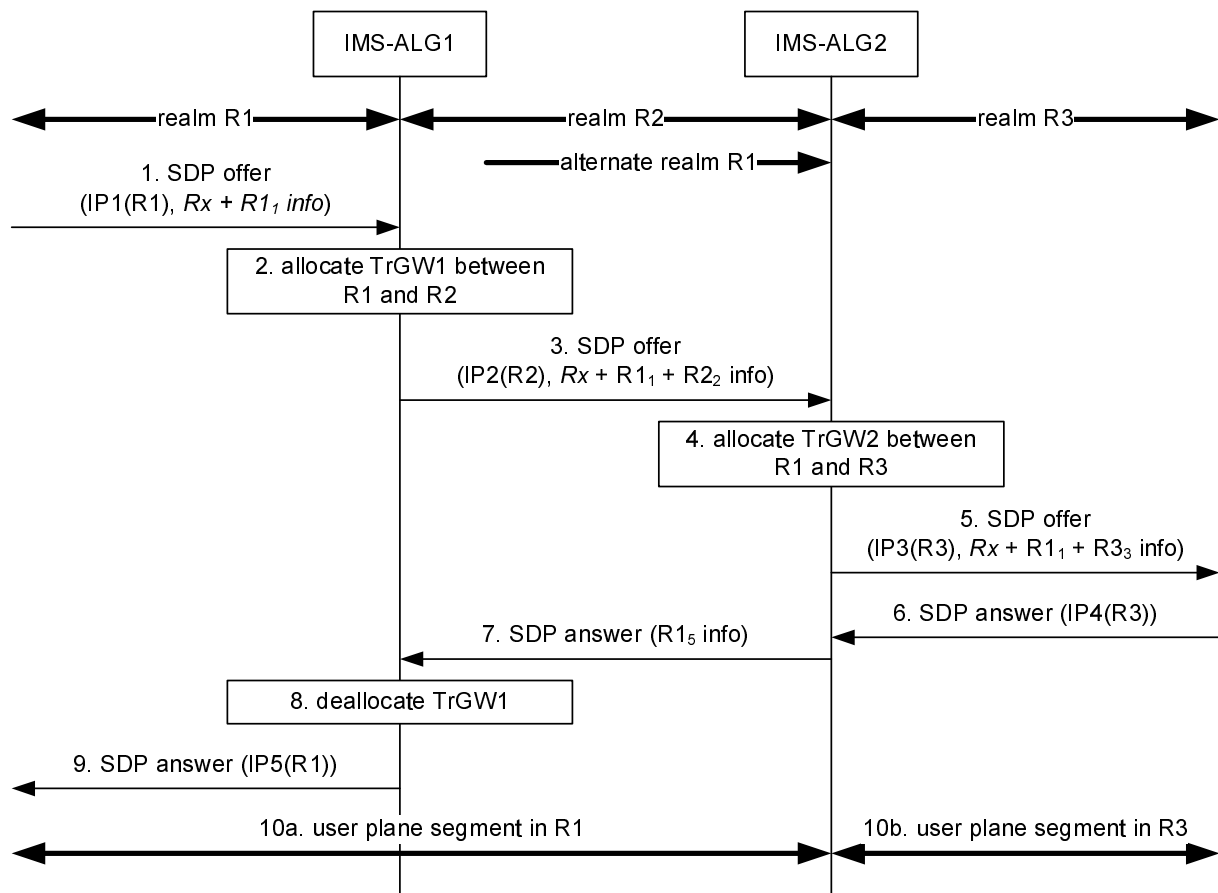 IMS-ALG1
IMS-ALG2
realm R1
realm R2
realm R3
alternate realm R1
1. SDP offer
(IP1(R1), Rx + R1₁ info)
2. allocate TrGW1 between
R1 and R2
3. SDP offer
(IP2(R2), Rx + R1₁ + R2₂ info)
4. allocate TrGW2 between
R1 and R3
5. SDP offer
(IP3(R3), Rx + R1₁ + R3₃ info)
6. SDP answer (IP4(R3))
7. SDP answer (R1₅ info)
8. deallocate TrGW1
9. SDP answer (IP5(R1))
10a. user plane segment in R1
10b. user plane segment in R3